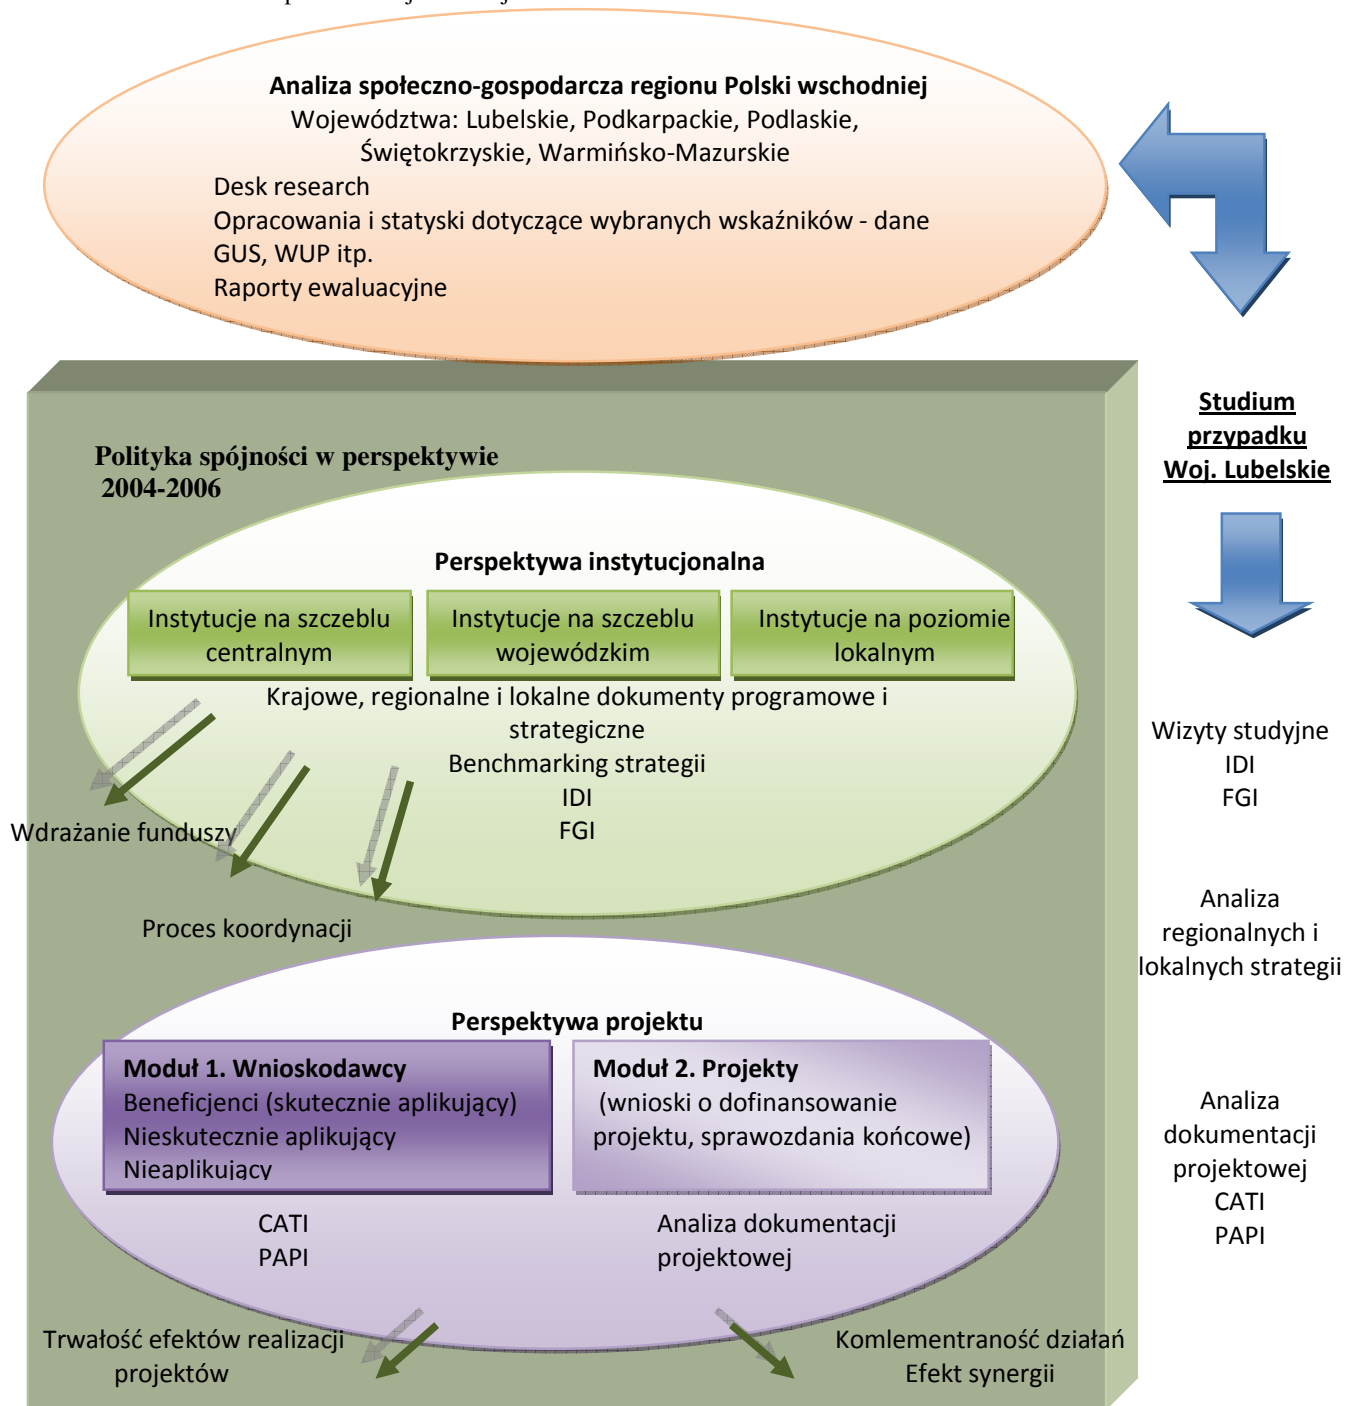 Analiza społeczno-gospodarcza regionu Polski wschodniej
Województwa: Lubelskie, Podkarpackie, Podlaskie,
Świętokrzyskie, Warmińsko-Mazurskie
Desk research
Opracowania i statyski dotyczące wybranych wskaźników - dane
GUS, WUP itp.
Raporty ewaluacyjne
Polityka spójności w perspektywie
2004-2006
Perspektywa instytucjonalna
Instytucje na szczeblu
centralnym
Instytucje na szczeblu
wojewódzkim
Instytucje na poziomie
lokalnym
Krajowe, regionalne i lokalne dokumenty programowe i
strategiczne
Benchmarking strategii
IDI
FGI
Wdrażanie funduszy
Proces koordynacji
Perspektywa projektu
Moduł 1. Wnioskodawcy
Beneficjenci (skutecznie aplikujący)
Nieskutecznie aplikujący
Nieaplikujący
Moduł 2. Projekty
(wnioski o dofinansowanie
projektu, sprawozdania końcowe)
CATI
PAPI
Analiza dokumentacji
projektowej
Trwałość efektów realizacji
projektów
Komlementraność działań
Efekt synergii
Studium
przypadku
Woj. Lubelskie
Wizyty studyjne
IDI
FGI
Analiza
regionalnych i
lokalnych strategii
Analiza
dokumentacji
projektowej
CATI
PAPI